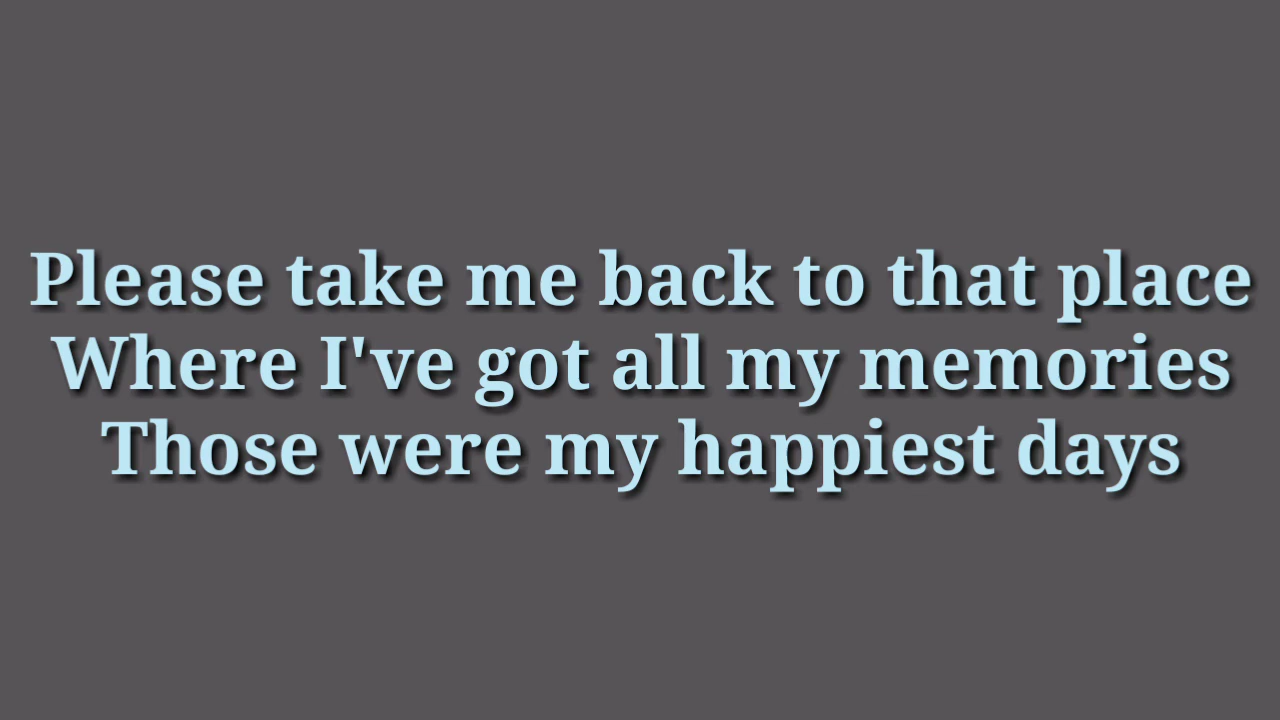 Please take me back to that place
Where I've got all my memories
Those were my happiest days